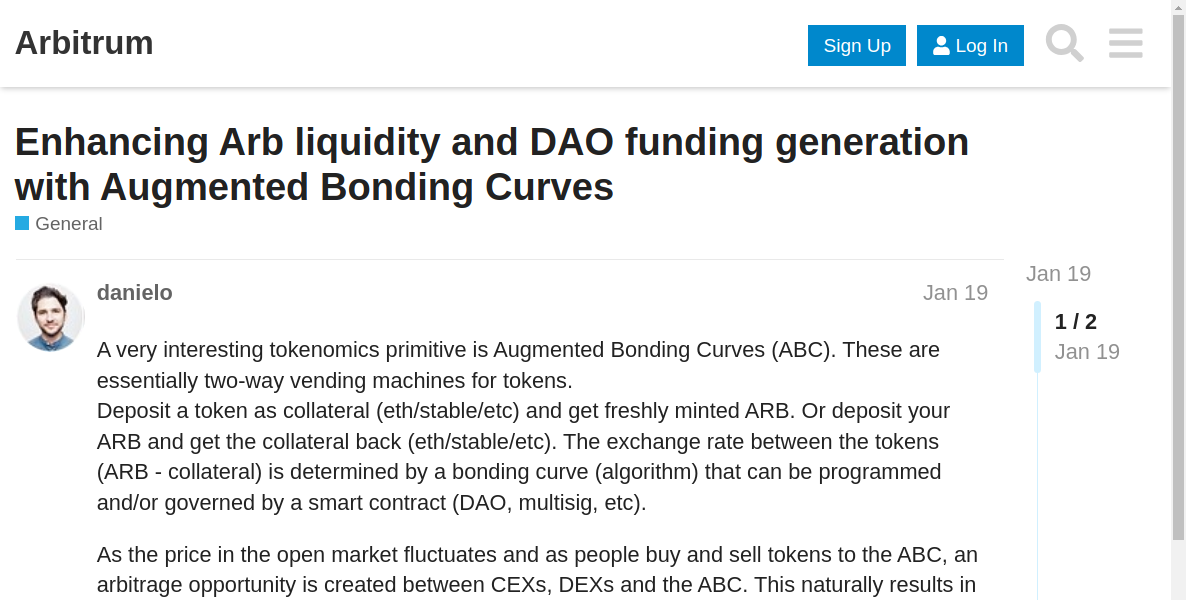 Arbitrum
Sign Up
Log In
Enhancing Arb liquidity and DAO funding generation
with Augmented Bonding Curves
General
danielo
Jan 19
Jan 19
1 / 2
Jan 19
A very interesting tokenomics primitive is Augmented Bonding Curves (ABC). These are
essentially two-way vending machines for tokens.
Deposit a token as collateral (eth/stable/etc) and get freshly minted ARB. Or deposit your
ARB and get the collateral back (eth/stable/etc). The exchange rate between the tokens
(ARB - collateral) is determined by a bonding curve (algorithm) that can be programmed
and/or governed by a smart contract (DAO, multisig, etc).
As the price in the open market fluctuates and as people buy and sell tokens to the ABC, an
arbitrage opportunity is created between CEXs, DEXs and the ABC. This naturally results in